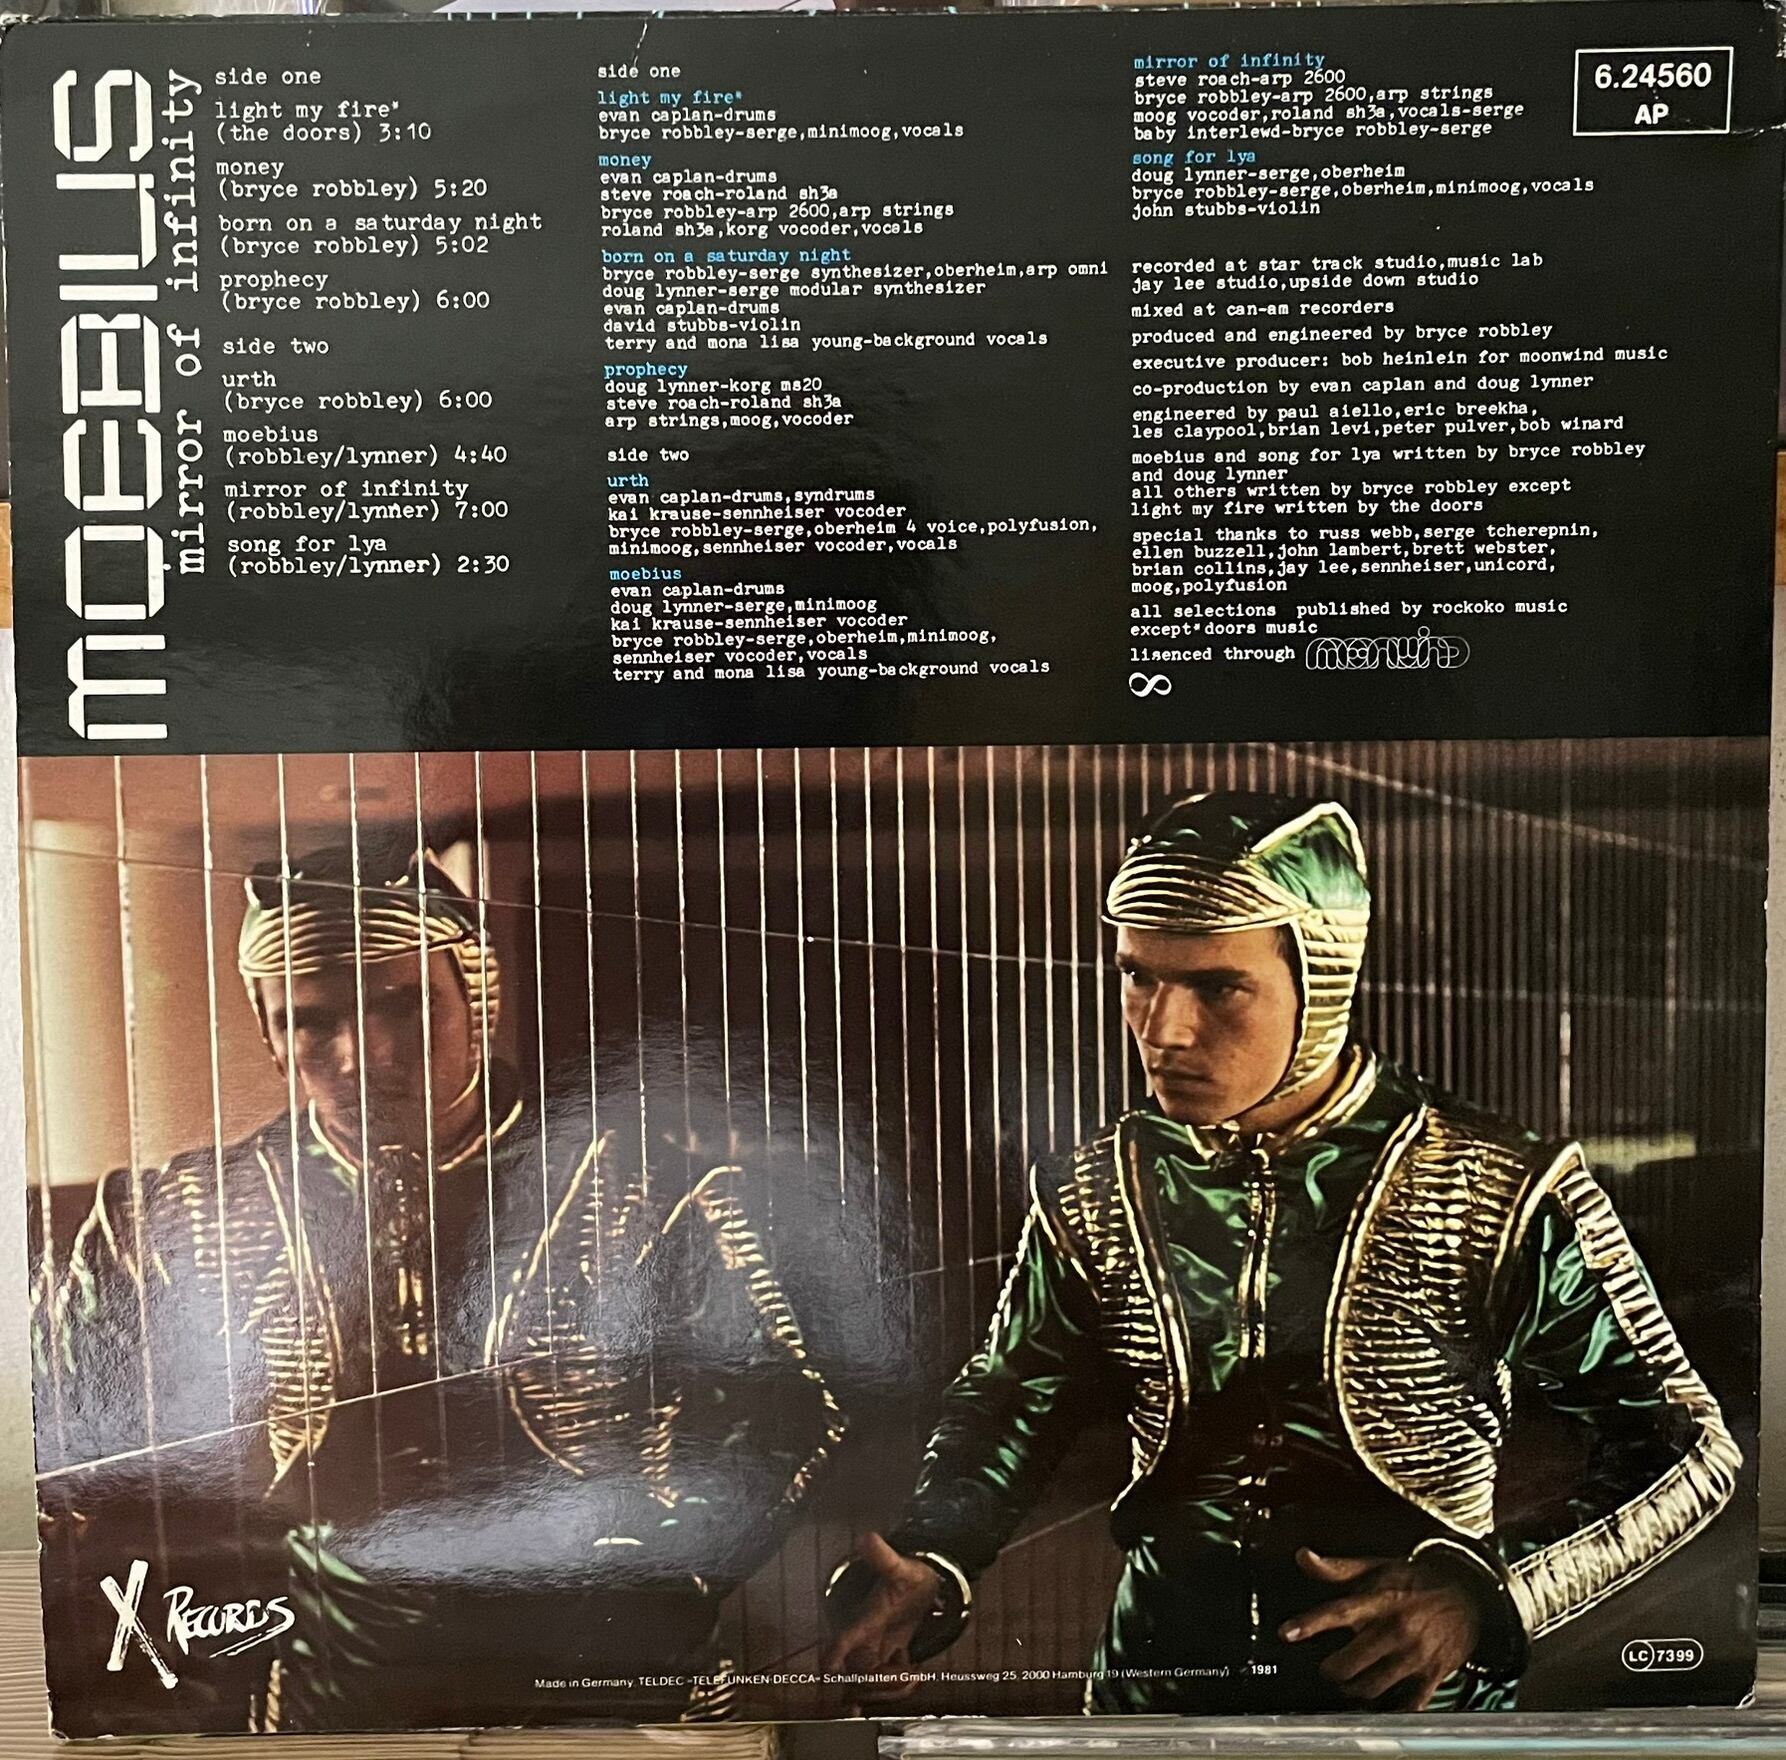 MOEBIUS
mirror of infinity
side one
light my fire*
(the doors) 3:10
money
(bryce robbley) 5:20
born on a saturday night
(bryce robbley) 5:02
prophecy
(bryce robbley) 6:00
side two
urth
(bryce robbley) 6:00
moebius
(robbley/lynner) 4:40
mirror of infinity
(robbley/lynner) 7:00
song for lya
(robbley/lynner) 2:30
side one
light my fire*
evan caplan-drums
bryce robbley-serge,minimoog,vocals
money
evan caplan-drums
steve roach-roland sh3a
bryce robbley-arp 2600,arp strings
roland sh3a,korg vocoder,vocals
born on a saturday night
bryce robbley-serge synthesizer,oberheim,arp omni
doug lynner-serge modular synthesizer
evan caplan-drums
david stubbs-violin
terry and mona lisa young-background vocals
prophecy
doug lynner-korg ms20
steve roach-roland sh3a
arp strings,moog,vocoder
side two
urth
evan caplan-drums,syndrums
kai krause-sennheiser vocoder
bryce robbley-serge,oberheim 4 voice,polyfusion,
minimoog,sennheiser vocoder,vocals
moebius
evan caplan-drums
doug lynner-serge,minimoog
kai krause-sennheiser vocoder
bryce robbley-serge,oberheim,minimoog,
sennheiser vocoder,vocals
terry and mona lisa young-background vocals
mirror of infinity
steve roach-arp 2600
bryce robbley-arp 2600,arp strings
moog vocoder,roland sh3a,vocals-serge
baby interlewd-bryce robbley-serge
song for lya
doug lynner-serge,oberheim
bryce robbley-serge,oberheim,minimoog,vocals
john stubbs-violin
recorded at star track studio,music lab
jay lee studio,upside down studio
mixed at can-am recorders
produced and engineered by bryce robbley
executive producer: bob heinlein for moonwind music
co-production by evan caplan and doug lynner
engineered by paul aiello,eric breekha,
les claypool,brian levi,peter pulver,bob winard
moebius and song for lya written by bryce robbley
and doug lynner
all others written by bryce robbley except
light my fire written by the doors
special thanks to russ webb,serge tcherepnin,
ellen buzzell,john lambert,brett webster,
brian collins,jay lee,sennheiser,unicord,
moog,polyfusion
all selections published by rockoko music
except*doors music
lisenced through moonwind
∞
6.24560
AP
X RECORDS
Made in Germany. TELDEC »TELEFUNKEN-DECCA« Schallplatten GmbH, Heussweg 25, 2000 Hamburg 19 (Western Germany) 1981
LC 7399